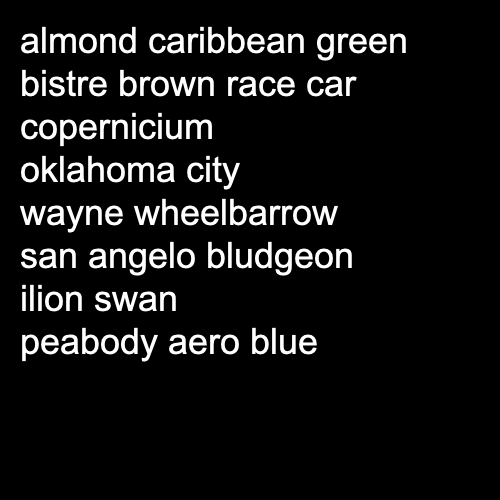 almond caribbean green
bistre brown race car
copernicium
oklahoma city
wayne wheelbarrow
san angelo bludgeon
ilion swan
peabody aero blue